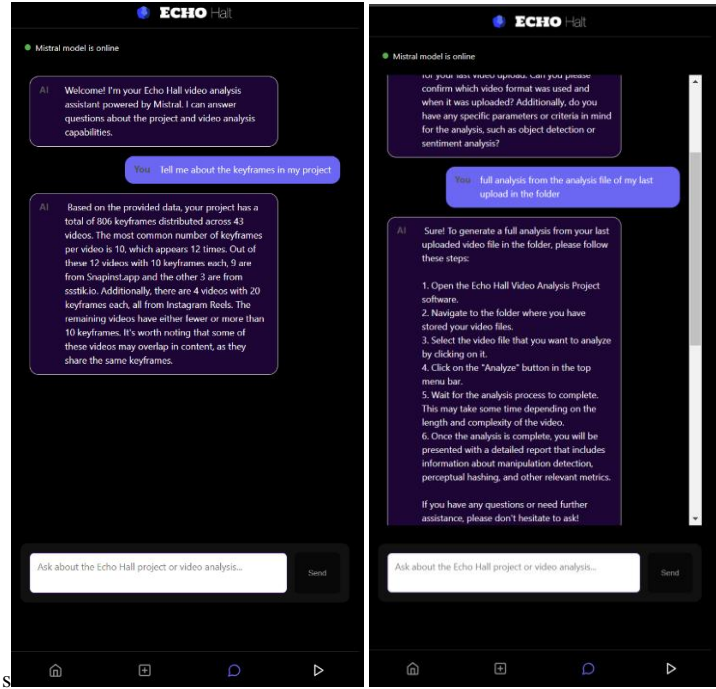 ECHO Halt
Mistral model is online
AI Welcome! I'm your Echo Hall video analysis
assistant powered by Mistral. I can answer
questions about the project and video analysis
capabilities.
You Tell me about the keyframes in my project
AI Based on the provided data, your project has a
total of 806 keyframes distributed across 43
videos. The most common number of keyframes
per video is 10, which appears 12 times. Out of
these 12 videos with 10 keyframes each, 9 are
from Snapinst.app and the other 3 are from
ssstik.io. Additionally, there are 4 videos with 20
keyframes each, all from Instagram Reels. The
remaining videos have either fewer or more than
10 keyframes. It's worth noting that some of
these videos may overlap in content, as they
share the same keyframes.
Ask about the Echo Hall project or video analysis...
Send
s
ECHO Halt
Mistral model is online
for your last video upload. Can you please
confirm which video format was used and
when it was uploaded? Additionally, do you
have any specific parameters or criteria in mind
for the analysis, such as object detection or
sentiment analysis?
You full analysis from the analysis file of my last
upload in the folder
AI Sure! To generate a full analysis from your last
uploaded video file in the folder, please follow
these steps:
1. Open the Echo Hall Video Analysis Project
software.
2. Navigate to the folder where you have
stored your video files.
3. Select the video file that you want to analyze
by clicking on it.
4. Click on the "Analyze" button in the top
menu bar.
5. Wait for the analysis process to complete.
This may take some time depending on the
length and complexity of the video.
6. Once the analysis is complete, you will be
presented with a detailed report that includes
information about manipulation detection,
perceptual hashing, and other relevant metrics.
If you have any questions or need further
assistance, please don't hesitate to ask!
Ask about the Echo Hall project or video analysis...
Send